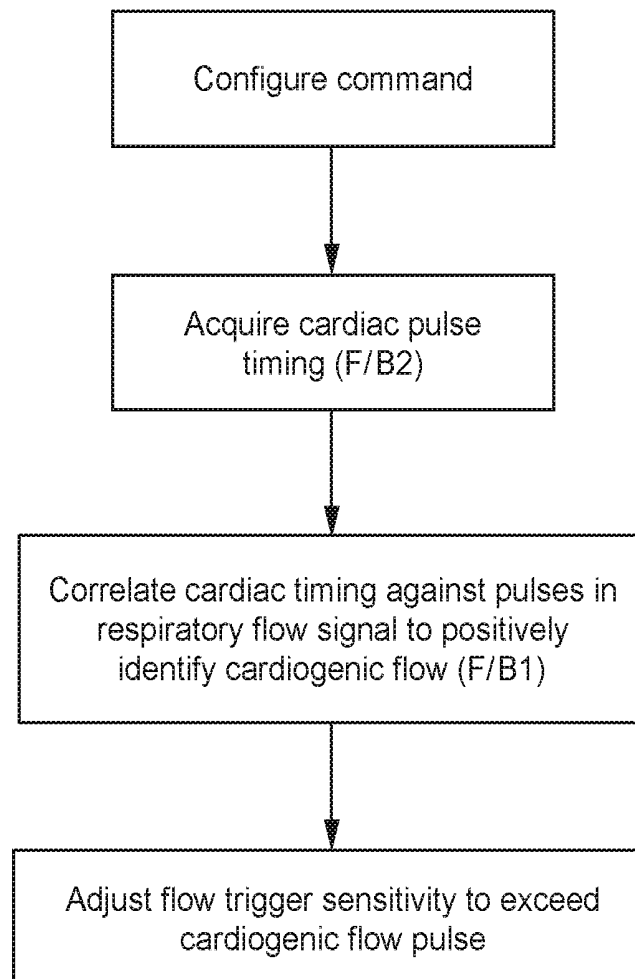 Configure command
Acquire cardiac pulse
timing (F/B2)
Correlate cardiac timing against pulses in
respiratory flow signal to positively
identify cardiogenic flow (F/B1)
Adjust flow trigger sensitivity to exceed
cardiogenic flow pulse